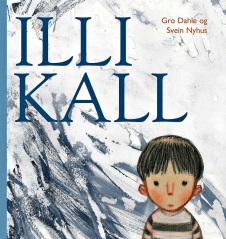 ILLI
Gro Dahle og
Svein Nyhus
KALL